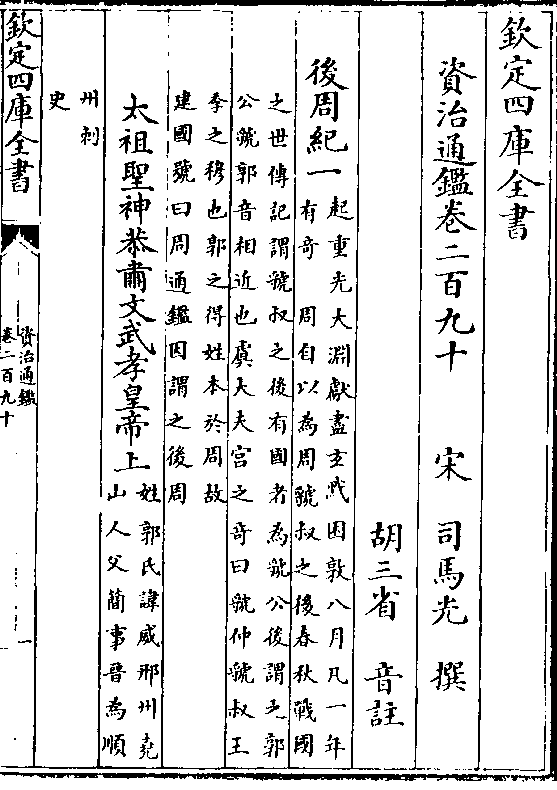 欽定四庫全書
資治通鑑卷二百九十 宋 司馬光 撰
胡三省 音註
後周紀一
起重光大淵獻盡玄黓困敦八月凡一年
有奇 周自以為周虢叔之後春秋戰國
之世傳記謂虢叔之後有國者為虢公後謂之郭
公虢郭音相近也虞大夫宮之奇曰虢仲虢叔王
季之穆也郭之得姓本於周故
建國號曰周通鑑因謂之後周
太祖聖神恭肅文武孝皇帝上
姓郭氏諱威邢州堯
山人父簡事晉為順
州刺
史
欽定四庫全書
資治通鑑
卷二百九十
一